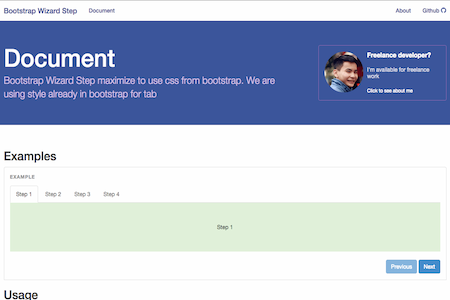 Bootstrap Wizard Step Document About Github
Document
Bootstrap Wizard Step maximize to use css from bootstrap. We are
using style already in bootstrap for tab
Freelance developer?
I'm available for freelance
work
Click to see about me
Examples
EXAMPLE
Step 1 Step 2 Step 3 Step 4
Step 1
Previous Next
Usage